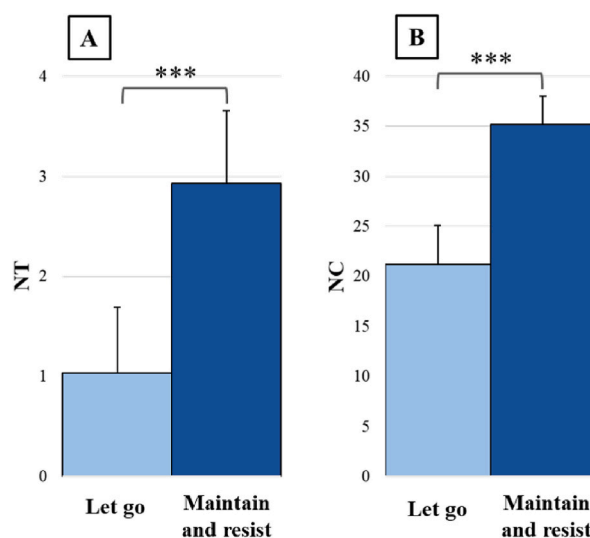 A
***
4
3
2
1
0
NT
Let go
Maintain
and resist
B
***
40
35
30
25
20
15
10
5
0
NC
Let go
Maintain
and resist